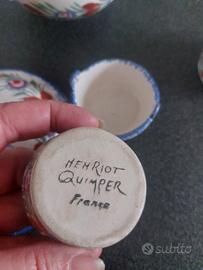 HENRIOT
QUIMPER
France
subito